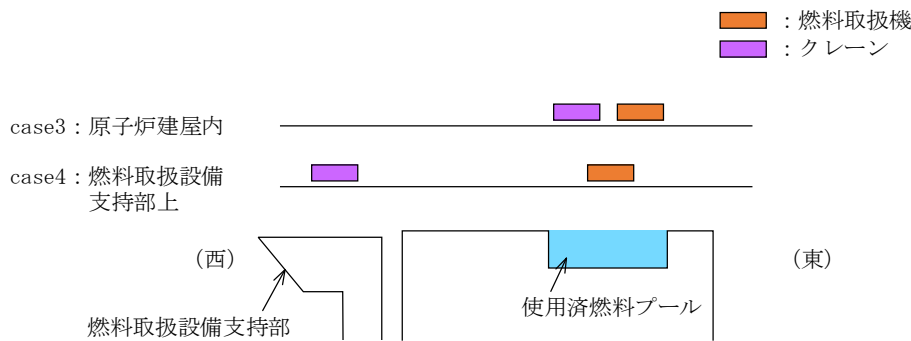 ：燃料取扱機
：クレーン
case3：原子炉建屋内
case4：燃料取扱設備
支持部上
（西）
（東）
使用済燃料プール
燃料取扱設備支持部